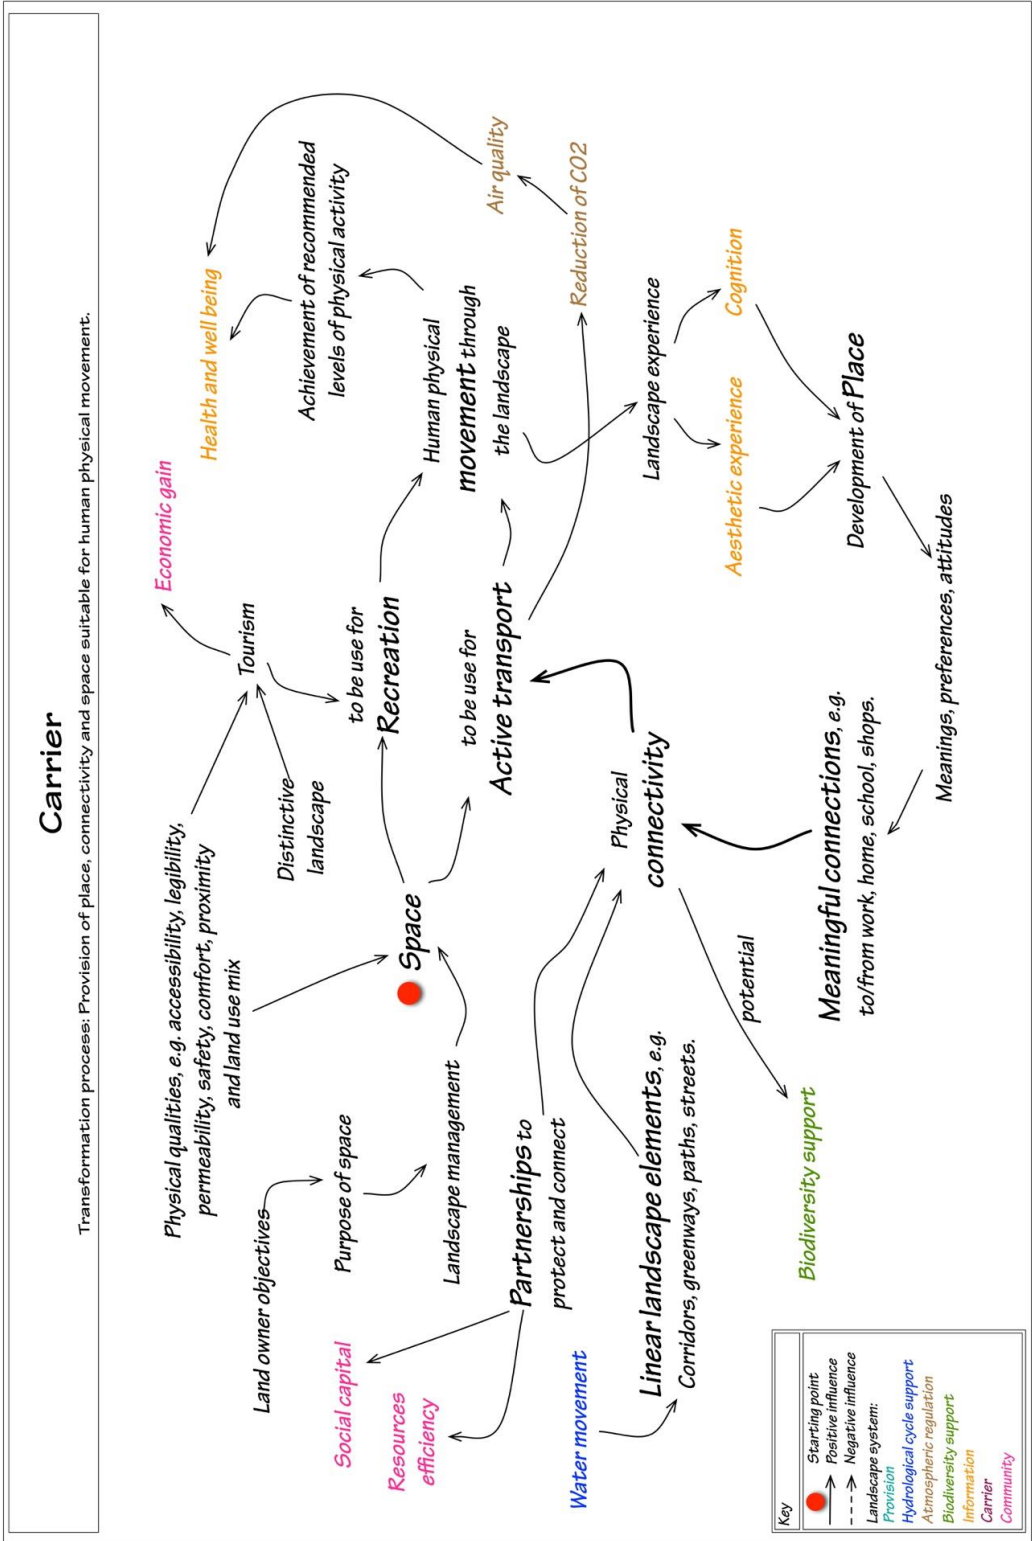 Carrier
Transformation process: Provision of place, connectivity and space suitable for human physical movement.
Physical qualities, e.g. accessibility, legibility,
permeability, safety, comfort, proximity
and land use mix
Economic gain
Health and well being
Tourism
Distinctive
landscape
Land owner objectives
Purpose of space
Landscape management
Space
to be use for
Recreation
to be use for
Active transport
Achievement of recommended
levels of physical activity
Human physical
movement through
the landscape
Air quality
Reduction of CO2
Social capital
Resources
efficiency
Partnerships to
protect and connect
Water movement
Linear landscape elements, e.g.
Corridors, greenways, paths, streets.
Physical
connectivity
potential
Biodiversity support
Landscape experience
Aesthetic experience
Cognition
Development of Place
Meanings, preferences, attitudes
Meaningful connections, e.g.
to/from work, home, school, shops.
Key
Starting point
Positive influence
Negative influence
Landscape system:
Provision
Hydrological cycle support
Atmospheric regulation
Biodiversity support
Information
Carrier
Community